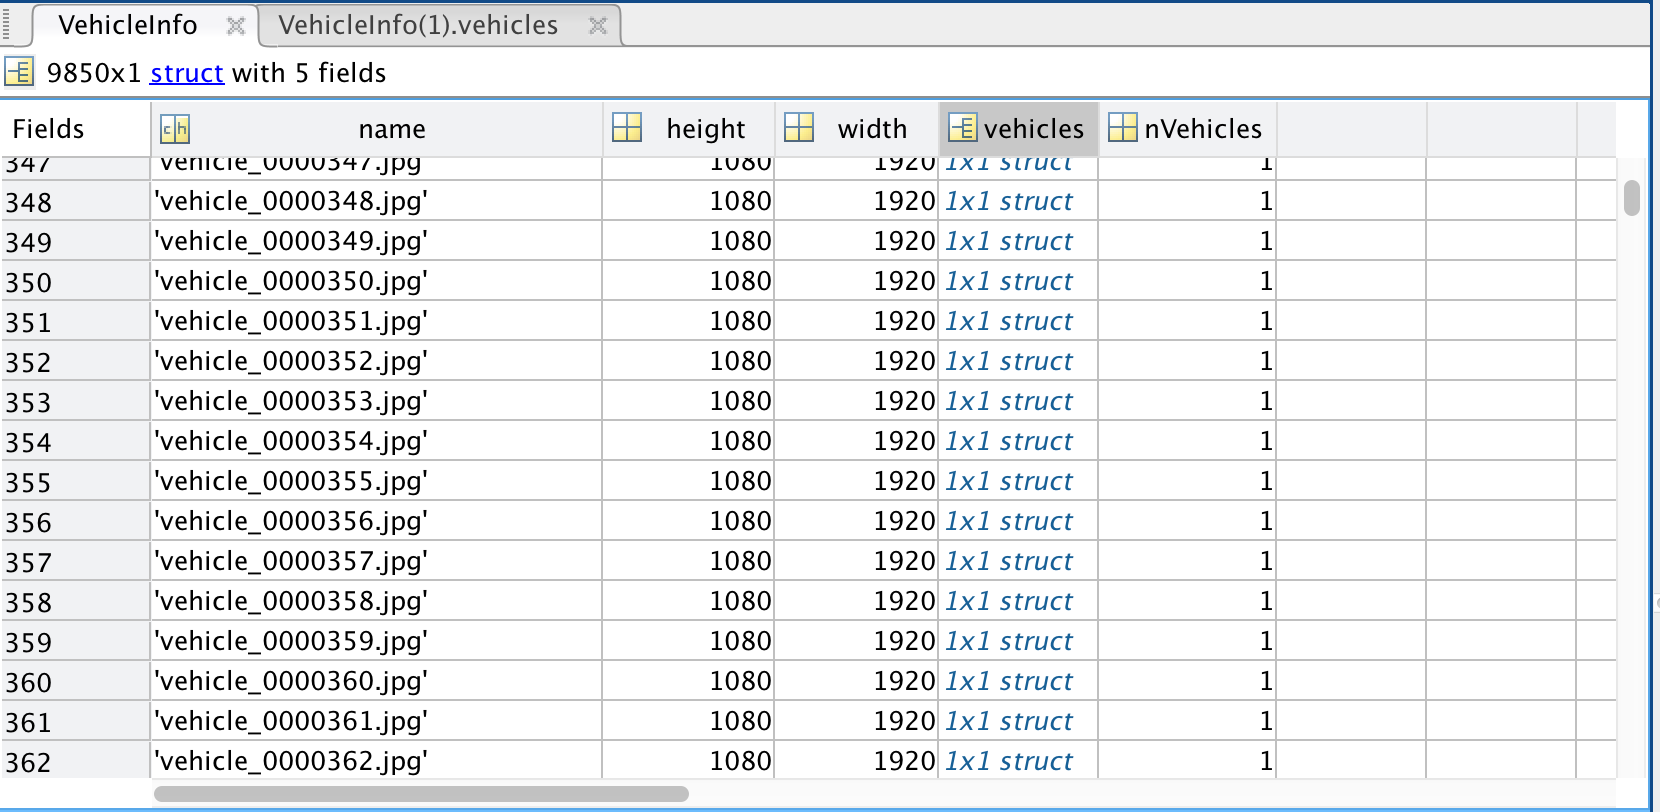 VehicleInfo VehicleInfo(1).vehicles
9850x1 struct with 5 fields
Fields name height width vehicles nVehicles
347 'vehicle_0000347.jpg' 1080 1920 1x1 struct 1
348 'vehicle_0000348.jpg' 1080 1920 1x1 struct 1
349 'vehicle_0000349.jpg' 1080 1920 1x1 struct 1
350 'vehicle_0000350.jpg' 1080 1920 1x1 struct 1
351 'vehicle_0000351.jpg' 1080 1920 1x1 struct 1
352 'vehicle_0000352.jpg' 1080 1920 1x1 struct 1
353 'vehicle_0000353.jpg' 1080 1920 1x1 struct 1
354 'vehicle_0000354.jpg' 1080 1920 1x1 struct 1
355 'vehicle_0000355.jpg' 1080 1920 1x1 struct 1
356 'vehicle_0000356.jpg' 1080 1920 1x1 struct 1
357 'vehicle_0000357.jpg' 1080 1920 1x1 struct 1
358 'vehicle_0000358.jpg' 1080 1920 1x1 struct 1
359 'vehicle_0000359.jpg' 1080 1920 1x1 struct 1
360 'vehicle_0000360.jpg' 1080 1920 1x1 struct 1
361 'vehicle_0000361.jpg' 1080 1920 1x1 struct 1
362 'vehicle_0000362.jpg' 1080 1920 1x1 struct 1